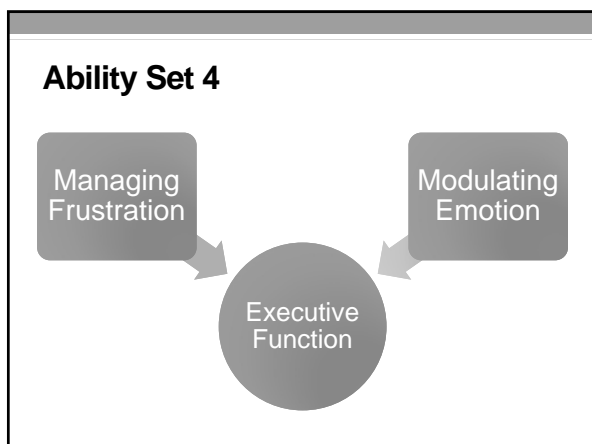 Ability Set 4
Managing
Frustration
Modulating
Emotion
Executive
Function